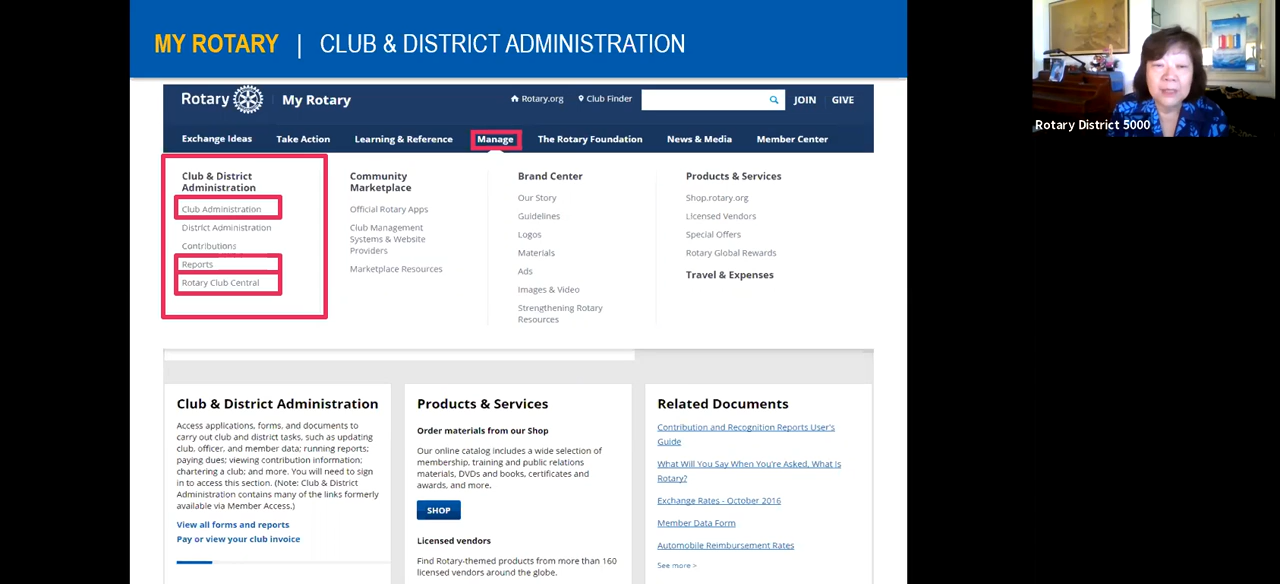 MY ROTARY | CLUB & DISTRICT ADMINISTRATION
Rotary
My Rotary
Rotary.org
Club Finder
JOIN
GIVE
Exchange Ideas
Take Action
Learning & Reference
Manage
The Rotary Foundation
News & Media
Member Center
Club & District
Administration
Club Administration
District Administration
Contributions
Reports
Rotary Club Central
Community
Marketplace
Official Rotary Apps
Club Management
Systems & Website
Providers
Marketplace Resources
Brand Center
Our Story
Guidelines
Logos
Materials
Ads
Images & Video
Strengthening Rotary
Resources
Products & Services
Shop.rotary.org
Licensed Vendors
Special Offers
Rotary Global Rewards
Travel & Expenses
Club & District Administration
Access applications, forms, and documents to
carry out club and district tasks, such as updating
club, officer, and member data; running reports;
paying dues; viewing contribution information;
chartering a club; and more. You will need to sign
in to access this section. (Note: Club & District
Administration contains many of the links formerly
available via Member Access.)
View all forms and reports
Pay or view your club invoice
Products & Services
Order materials from our Shop
Our online catalog includes a wide selection of
membership, training and public relations
materials, DVDs and books, certificates and
awards, and more.
SHOP
Licensed vendors
Find Rotary-themed products from more than 160
licensed vendors around the globe.
Related Documents
Contribution and Recognition Reports User's
Guide
What Will You Say When You're Asked, What Is
Rotary?
Exchange Rates - October 2016
Member Data Form
Automobile Reimbursement Rates
See more >
Rotary District 5000